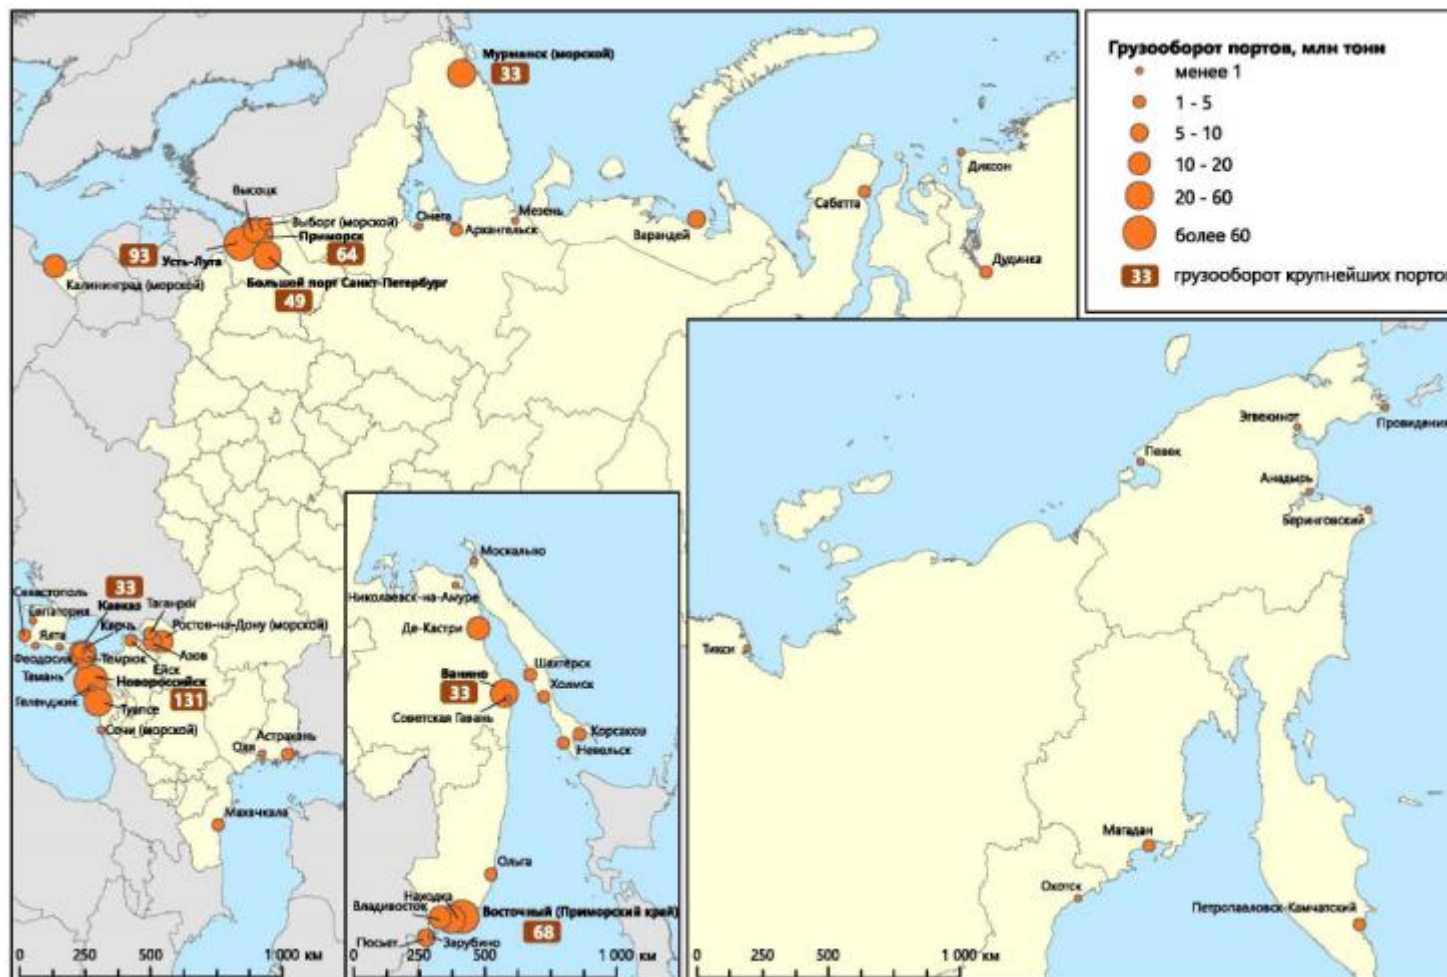 Грузооборот портов, млн тонн
менее 1
1 - 5
5 - 10
10 - 20
20 - 60
более 60
33 грузооборот крупнейших портов
Мурманск (морской)
33
Высоцк
Выборг (морской)
Приморск
64
93
Усть-Луга
Калининград (морской)
Большой порт Санкт-Петербург
49
Онега
Архангельск
Мезень
Варандей
Сабетта
Диксон
Дудинка
33
Севастополь
Евпатория
Кавказ
Таганрог
Керчь
Ростов-на-Дону (морской)
Ялта
Феодосия
Темрюк
Азов
Ейск
Тамань
Новороссийск
131
Геленджик
Туапсе
Сочи (морской)
Оля
Астрахань
Махачкала
0 250 500 1 000 км
Москальво
Николаевск-на-Амуре
Де-Кастри
Шахтёрск
Ванино
33
Холмск
Советская Гавань
Корсаков
Невельск
Ольга
Находка
Владивосток
Восточный (Приморский край)
68
Посьет
Зарубино
0 250 500 1 000 км
Эгвекинот
Провидения
Певек
Анадырь
Беринговский
Тикси
Магадан
Охотск
Петропавловск-Камчатский
0 250 500 1 000 км